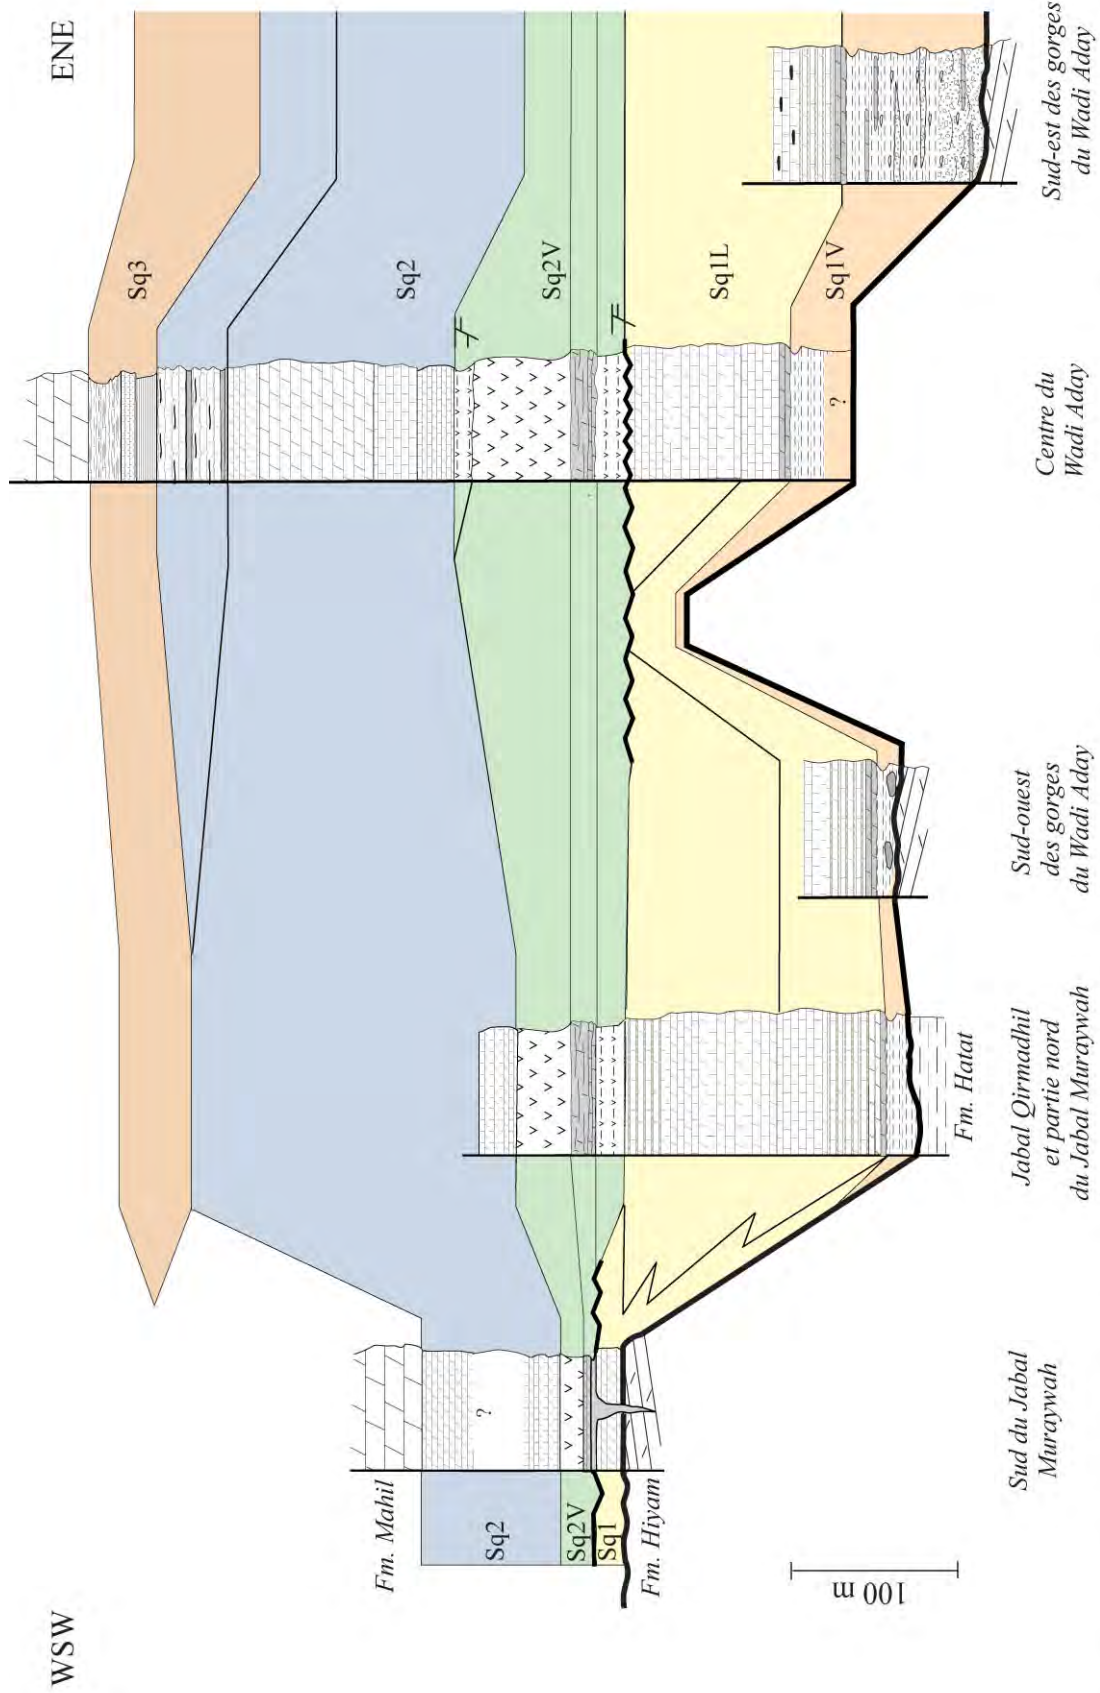 WSW
ENE
Sq3
Sq2
Sq2V
Sq1L
Sq1V
?
Fm. Mahil
?
Sq2
Sq2V
Sq1
Fm. Hiyam
Fm. Hatat
100 m
Sud du Jabal
Muraywah
Jabal Qirmadhil
et partie nord
du Jabal Muraywah
Sud-ouest
des gorges
du Wadi Aday
Centre du
Wadi Aday
Sud-est des gorges
du Wadi Aday